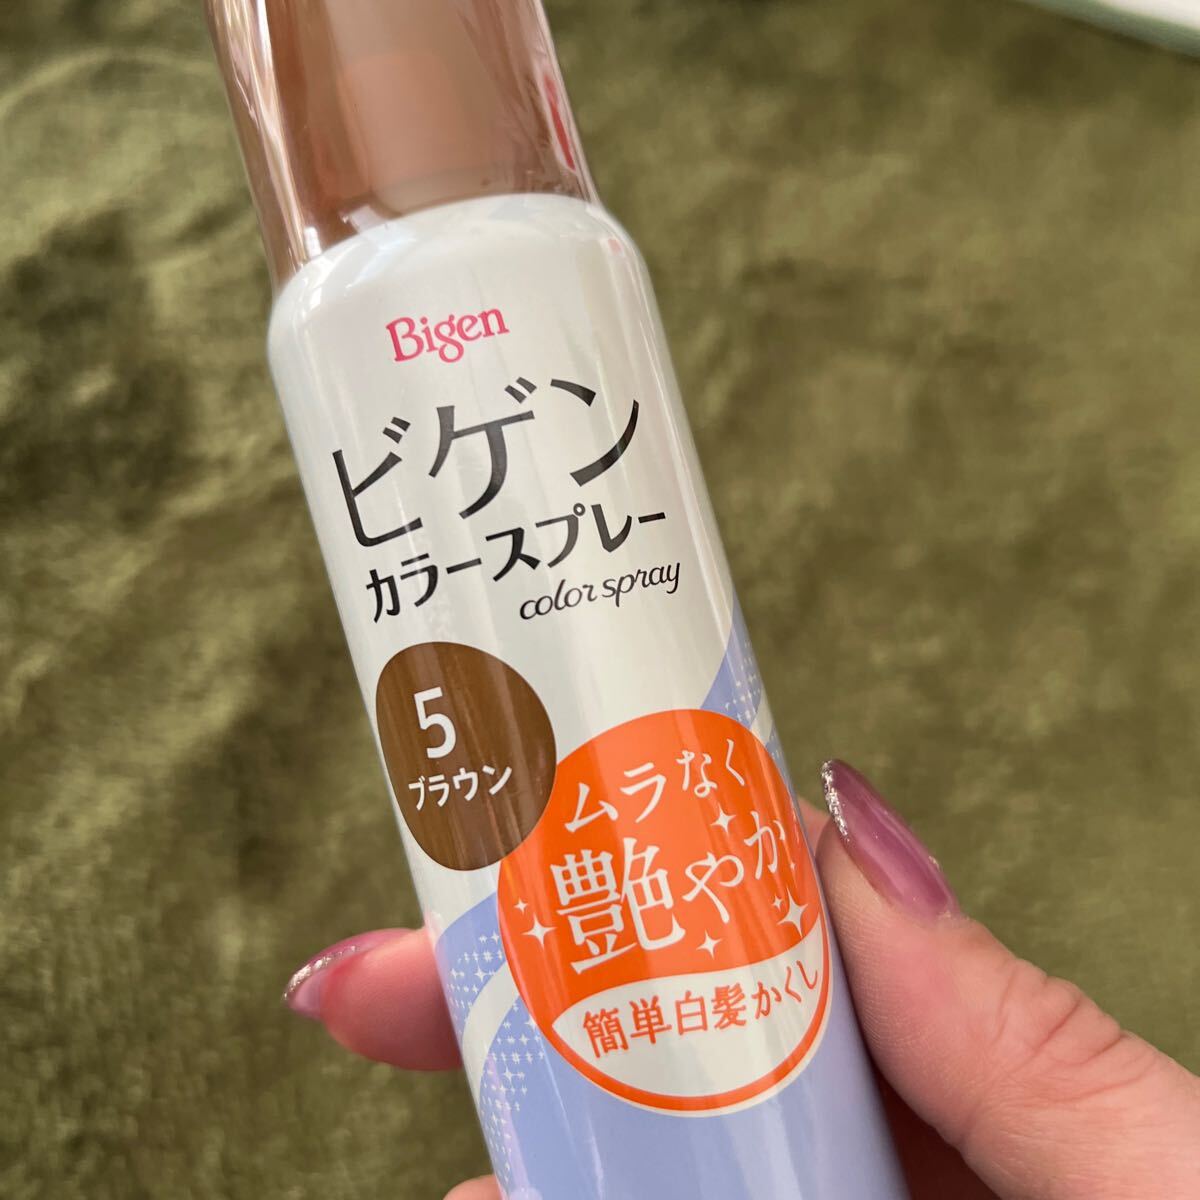 Bigen
ビゲン
カラースプレー
color spray
5
ブラウン
ムラなく
艶やか
簡単白髪かくし